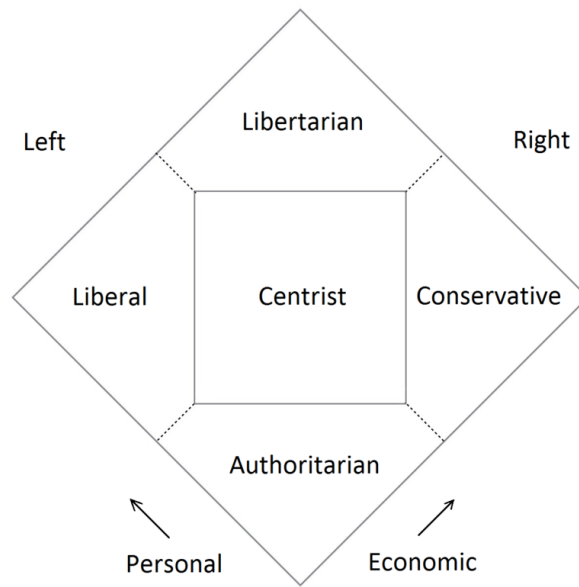 Libertarian
Left
Right
Liberal
Centrist
Conservative
Authoritarian
Personal
Economic